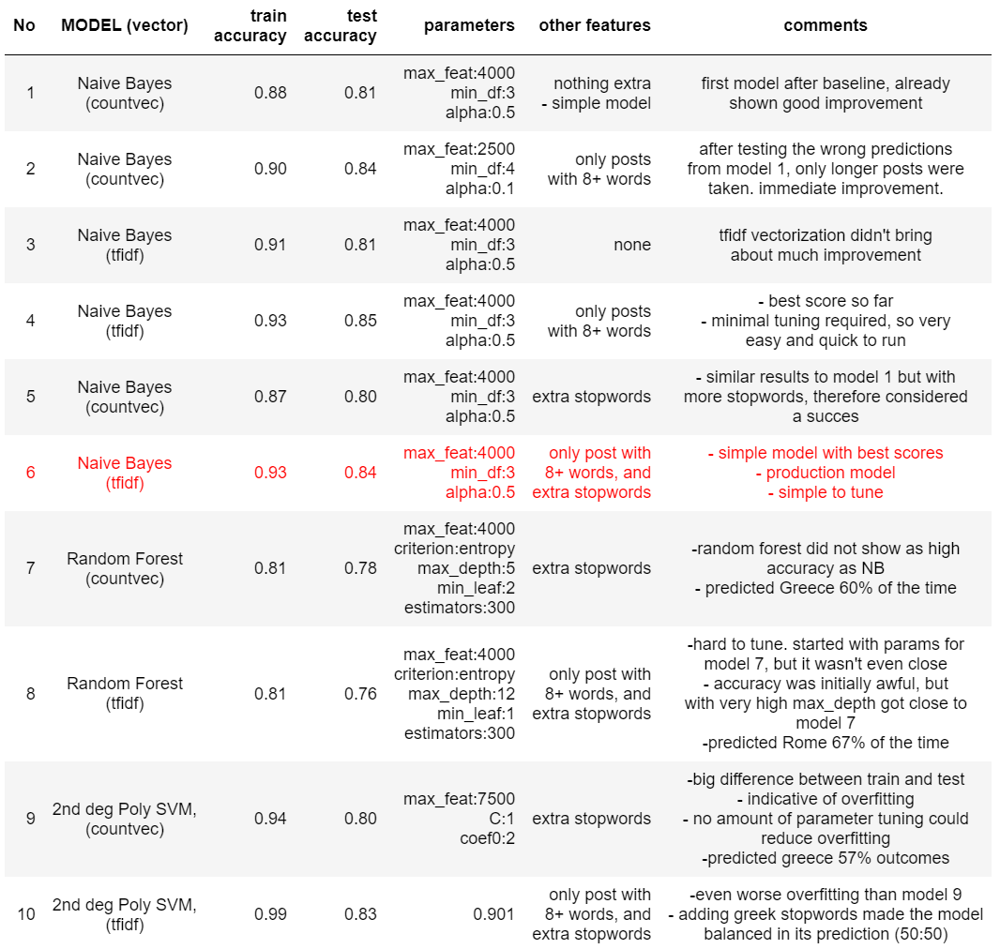 No MODEL (vector) train accuracy test accuracy parameters other features comments
1
Naive Bayes
(countvec)
0.88
0.81
max_feat:4000
min_df:3
alpha:0.5
nothing extra
- simple model
first model after baseline, already
shown good improvement
2
Naive Bayes
(countvec)
0.90
0.84
max_feat:2500
min_df:4
alpha:0.1
only posts
with 8+ words
after testing the wrong predictions
from model 1, only longer posts were
taken. immediate improvement.
3
Naive Bayes
(tfidf)
0.91
0.81
max_feat:4000
min_df:3
alpha:0.5
none
tfidf vectorization didn't bring
about much improvement
4
Naive Bayes
(tfidf)
0.93
0.85
max_feat:4000
min_df:3
alpha:0.5
only posts
with 8+ words
- best score so far
- minimal tuning required, so very
easy and quick to run
5
Naive Bayes
(countvec)
0.87
0.80
max_feat:4000
min_df:3
alpha:0.5
extra stopwords
- similar results to model 1 but with
more stopwords, therefore considered
a succes
6
Naive Bayes
(tfidf)
0.93
0.84
max_feat:4000
min_df:3
alpha:0.5
only post with
8+ words, and
extra stopwords
- simple model with best scores
- production model
- simple to tune
7
Random Forest
(countvec)
0.81
0.78
max_feat:4000
criterion:entropy
max_depth:5
min_leaf:2
estimators:300
extra stopwords
-random forest did not show as high
accuracy as NB
- predicted Greece 60% of the time
8
Random Forest
(tfidf)
0.81
0.76
max_feat:4000
criterion:entropy
max_depth:12
min_leaf:1
estimators:300
only post with
8+ words, and
extra stopwords
-hard to tune. started with params for
model 7, but it wasn't even close
- accuracy was initially awful, but
with very high max_depth got close to
model 7
-predicted Rome 67% of the time
9
2nd deg Poly SVM,
(countvec)
0.94
0.80
max_feat:7500
C:1
coef0:2
extra stopwords
-big difference between train and test
- indicative of overfitting
- no amount of parameter tuning could
reduce overfitting
-predicted greece 57% outcomes
10
2nd deg Poly SVM,
(tfidf)
0.99
0.83
0.901
only post with
8+ words, and
extra stopwords
-even worse overfitting than model 9
- adding greek stopwords made the model
balanced in its prediction (50:50)